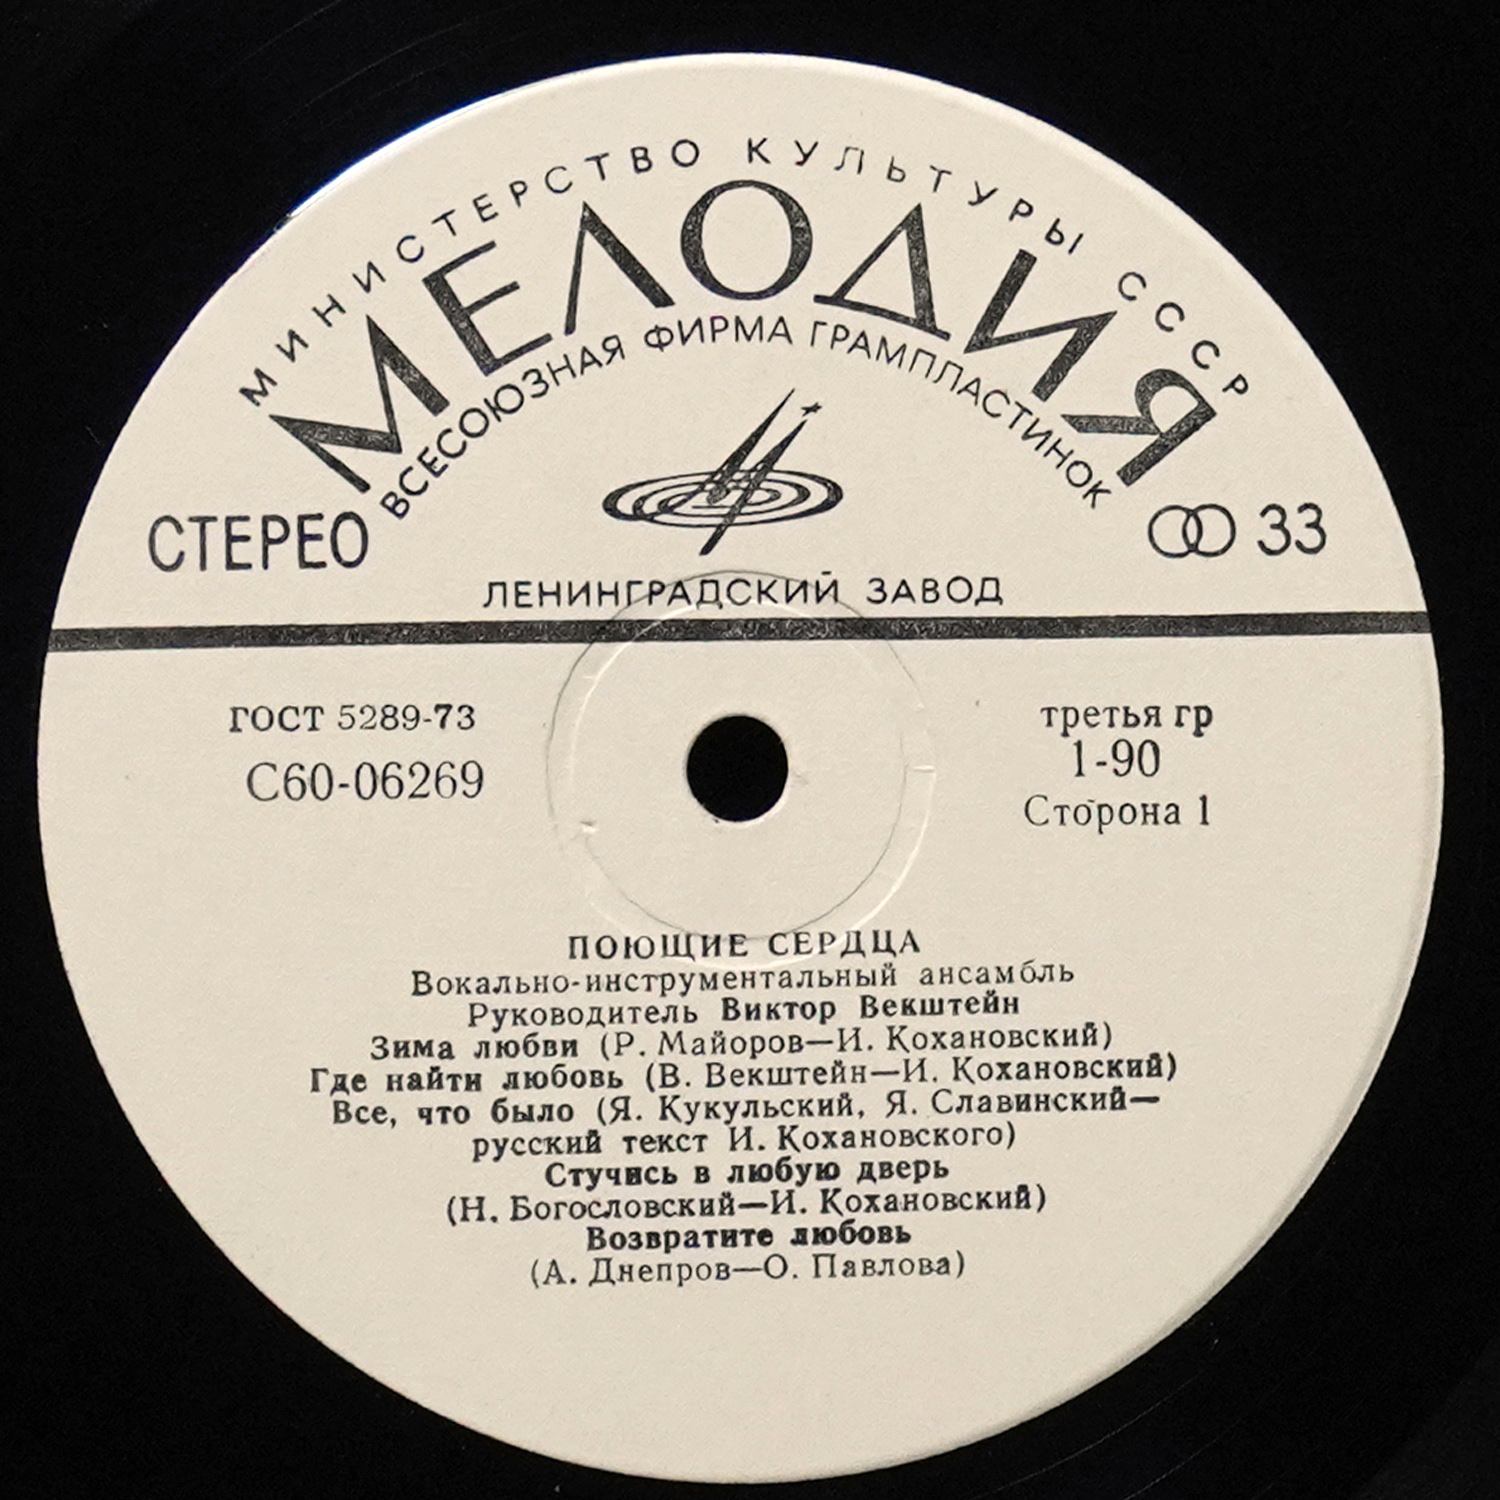 МИНИСТЕРСТВО КУЛЬТУРЫ СССР
МЕЛОДИЯ
ВСЕСОЮЗНАЯ ФИРМА ГРАМПЛАСТИНОК
СТЕРЕО
33
ЛЕНИНГРАДСКИЙ ЗАВОД
ГОСТ 5289-73
С60-06269
третья гр
1-90
Сторона 1
ПОЮЩИЕ СЕРДЦА
Вокально-инструментальный ансамбль
Руководитель Виктор Векштейн
Зима любви (Р. Майоров—И. Кохановский)
Где найти любовь (В. Векштейн—И. Кохановский)
Все, что было (Я. Кукульский, Я. Славинский—
русский текст И. Кохановского)
Стучись в любую дверь
(Н. Богословский—И. Кохановский)
Возвратите любовь
(А. Днепров—О. Павлова)